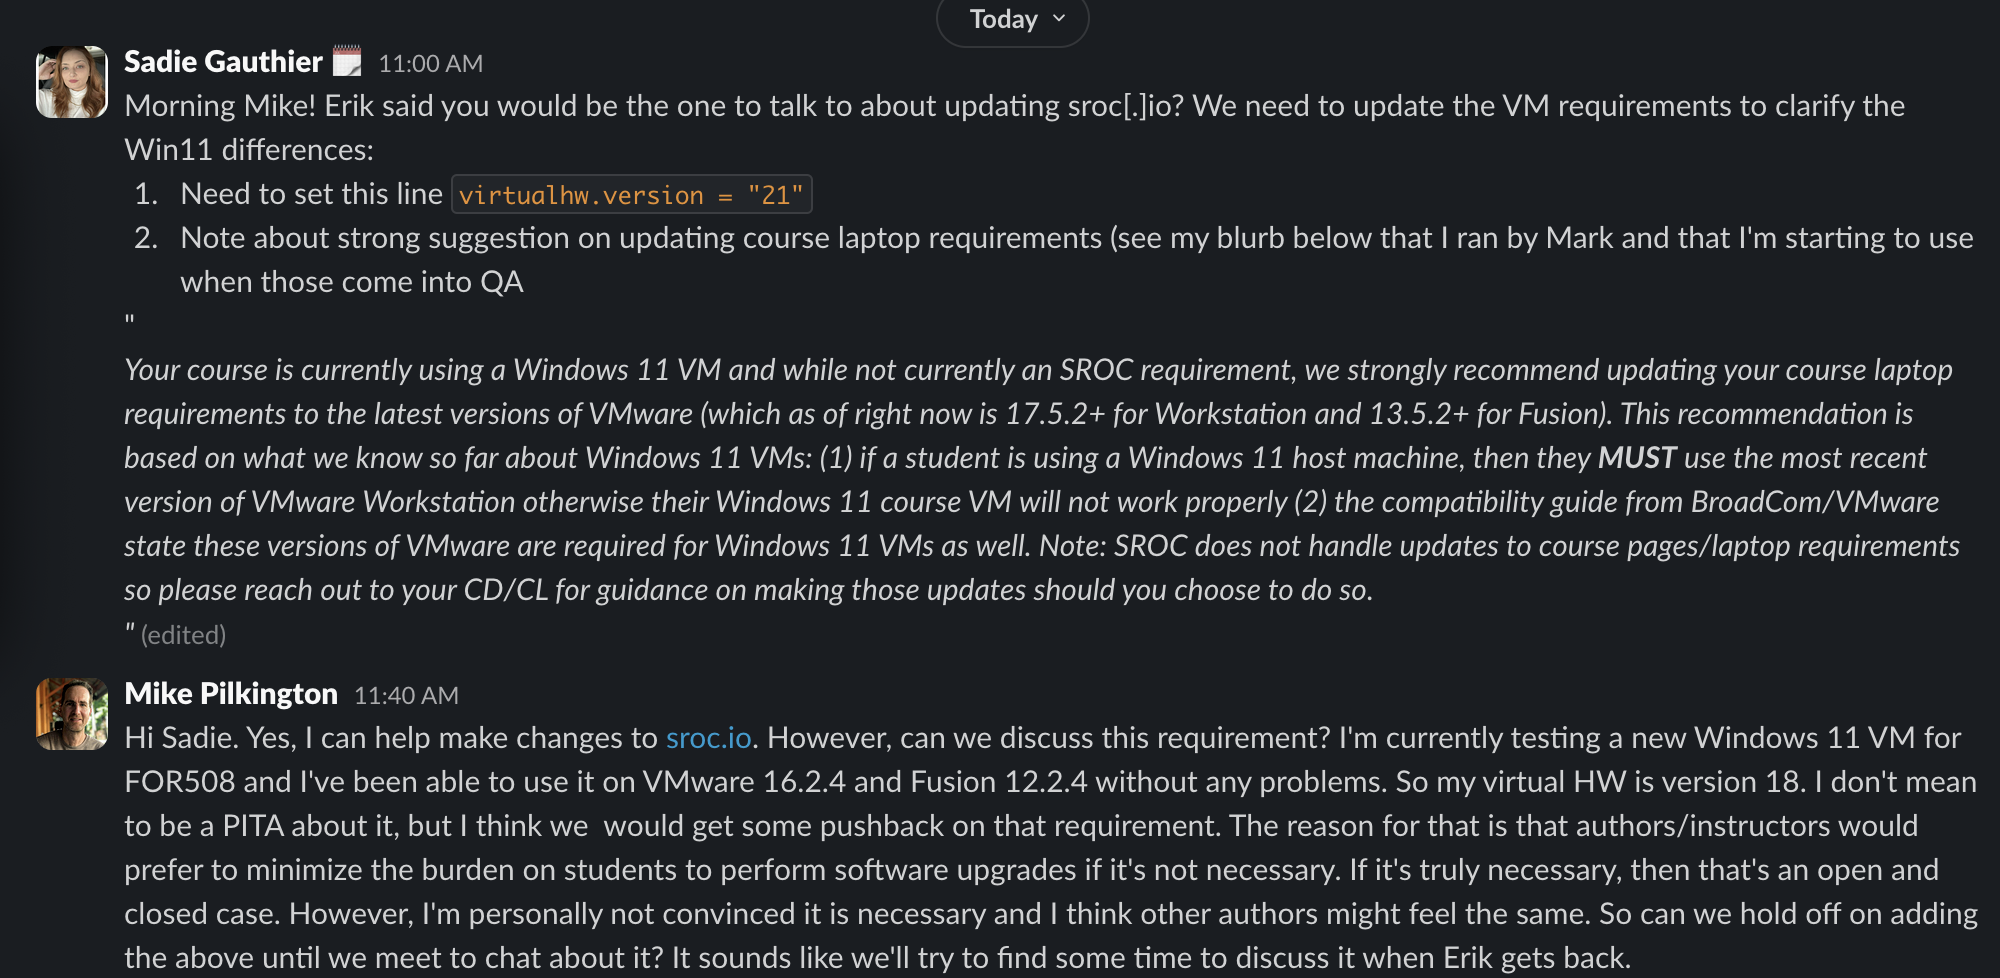 Today
Sadie Gauthier 11:00 AM
Morning Mike! Erik said you would be the one to talk to about updating sroc[.]io? We need to update the VM requirements to clarify the
Win11 differences:
1. Need to set this line virtualhw.version = "21"
2. Note about strong suggestion on updating course laptop requirements (see my blurb below that I ran by Mark and that I'm starting to use
when those come into QA
"
Your course is currently using a Windows 11 VM and while not currently an SROC requirement, we strongly recommend updating your course laptop
requirements to the latest versions of VMware (which as of right now is 17.5.2+ for Workstation and 13.5.2+ for Fusion). This recommendation is
based on what we know so far about Windows 11 VMs: (1) if a student is using a Windows 11 host machine, then they MUST use the most recent
version of VMware Workstation otherwise their Windows 11 course VM will not work properly (2) the compatibility guide from BroadCom/VMware
state these versions of VMware are required for Windows 11 VMs as well. Note: SROC does not handle updates to course pages/laptop requirements
so please reach out to your CD/CL for guidance on making those updates should you choose to do so.
" (edited)
Mike Pilkington 11:40 AM
Hi Sadie. Yes, I can help make changes to sroc.io. However, can we discuss this requirement? I'm currently testing a new Windows 11 VM for
FOR508 and I've been able to use it on VMware 16.2.4 and Fusion 12.2.4 without any problems. So my virtual HW is version 18. I don't mean
to be a PITA about it, but I think we  would get some pushback on that requirement. The reason for that is that authors/instructors would
prefer to minimize the burden on students to perform software upgrades if it's not necessary. If it's truly necessary, then that's an open and
closed case. However, I'm personally not convinced it is necessary and I think other authors might feel the same. So can we hold off on adding
the above until we meet to chat about it? It sounds like we'll try to find some time to discuss it when Erik gets back.